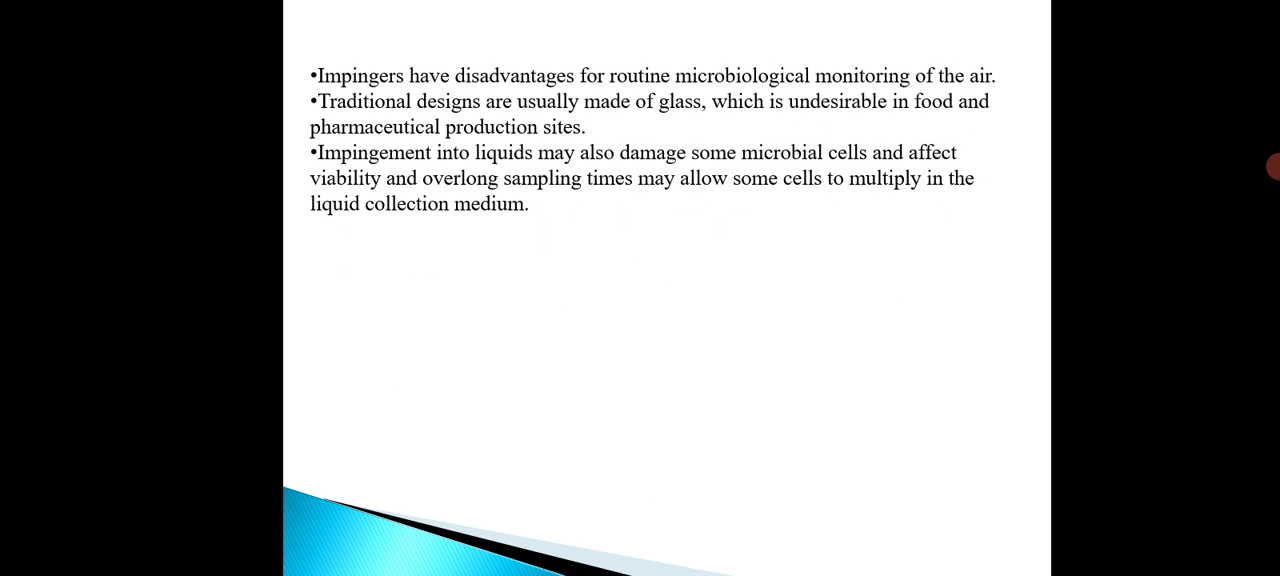 •Impingers have disadvantages for routine microbiological monitoring of the air.
•Traditional designs are usually made of glass, which is undesirable in food and
pharmaceutical production sites.
•Impingement into liquids may also damage some microbial cells and affect
viability and overlong sampling times may allow some cells to multiply in the
liquid collection medium.